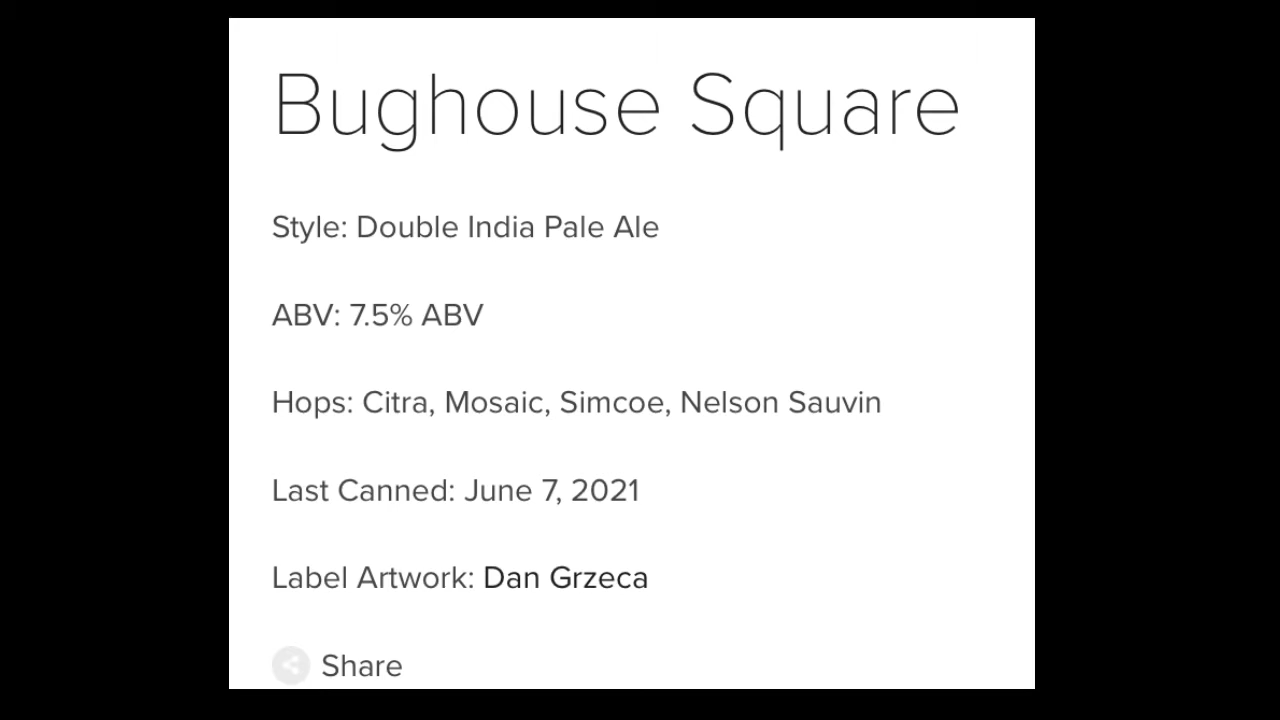 Bughouse Square
Style: Double India Pale Ale
ABV: 7.5% ABV
Hops: Citra, Mosaic, Simcoe, Nelson Sauvin
Last Canned: June 7, 2021
Label Artwork: Dan Grzeca
Share